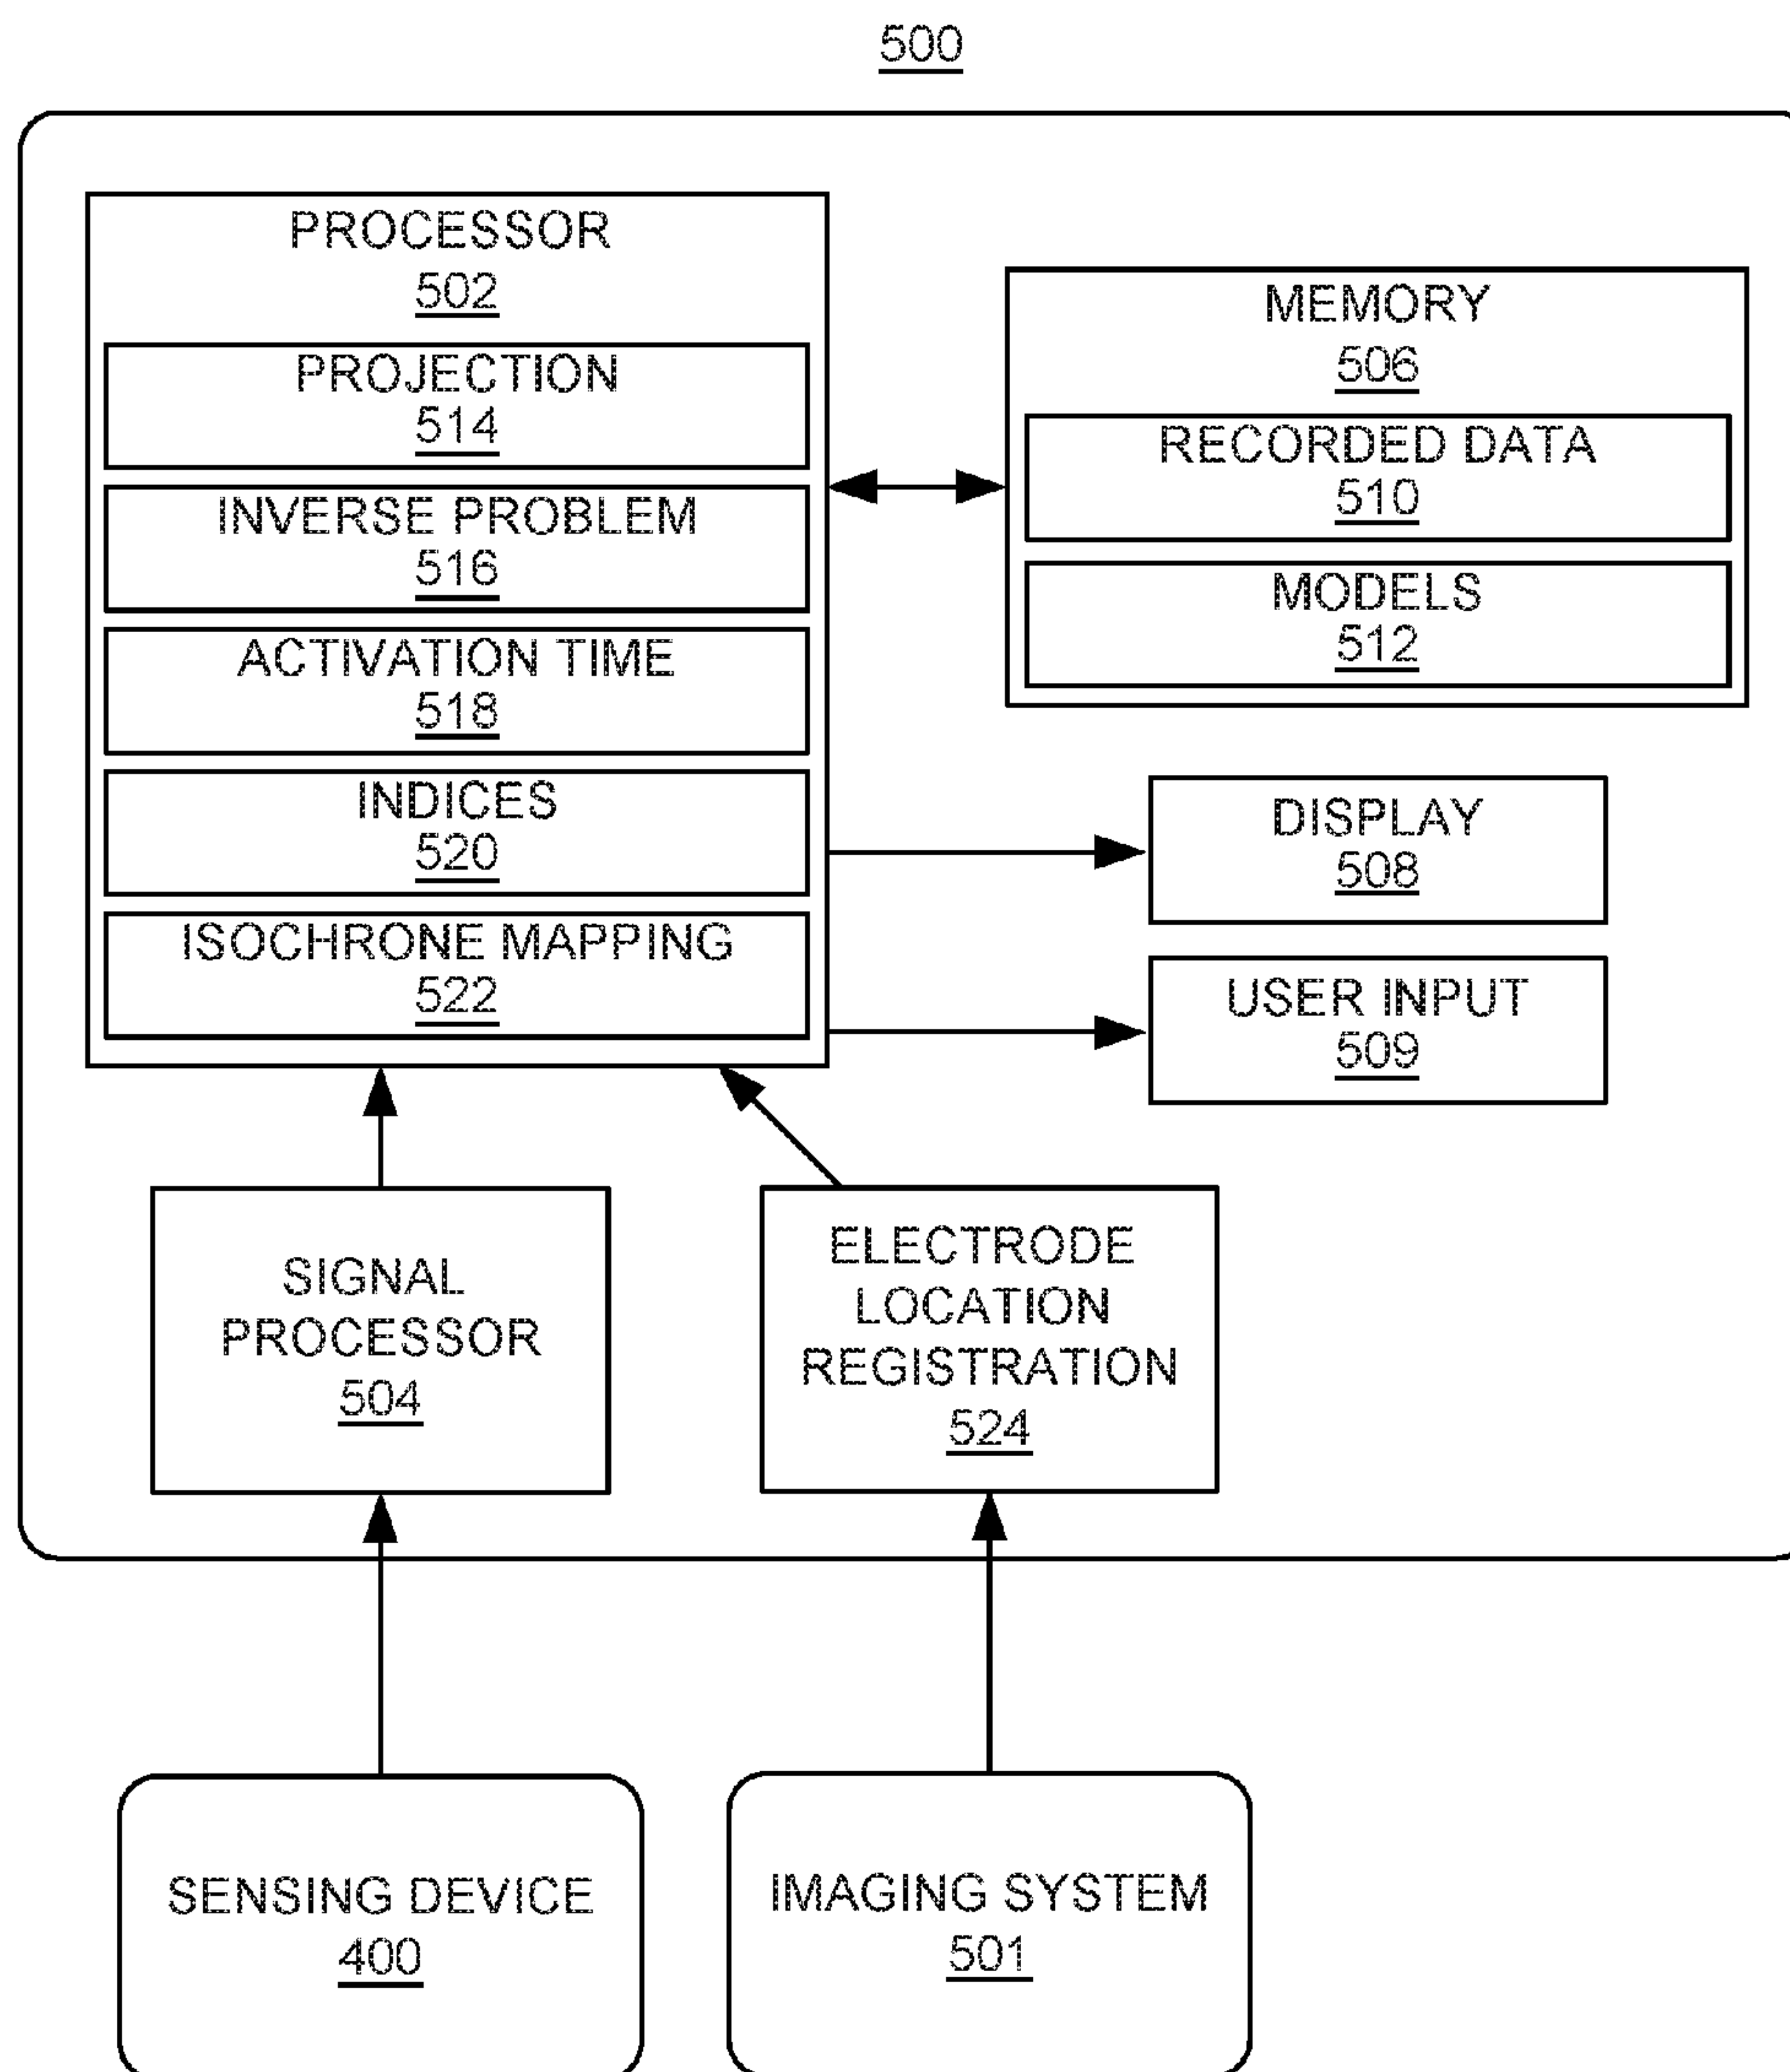 500
PROCESSOR
502
PROJECTION
514
INVERSE PROBLEM
516
ACTIVATION TIME
518
INDICES
520
ISOCHRONE MAPPING
522
MEMORY
506
RECORDED DATA
510
MODELS
512
DISPLAY
508
USER INPUT
509
SIGNAL
PROCESSOR
504
ELECTRODE
LOCATION
REGISTRATION
524
SENSING DEVICE
400
IMAGING SYSTEM
501